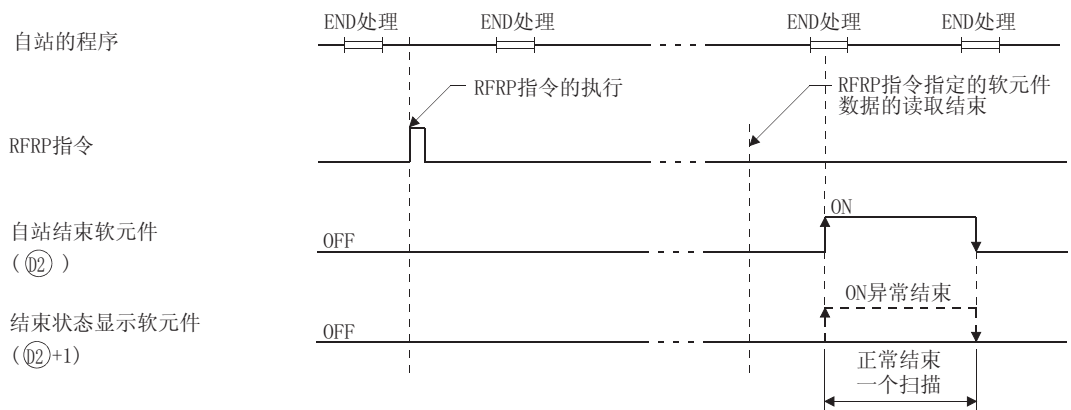 END处理 END处理 END处理 END处理
自站的程序
RFRP指令的执行
RFRP指令指定的软元件
数据的读取结束
RFRP指令
ON
自站结束软元件
(D2)
OFF
ON异常结束
结束状态显示软元件
(D2+1)
OFF
正常结束
一个扫描